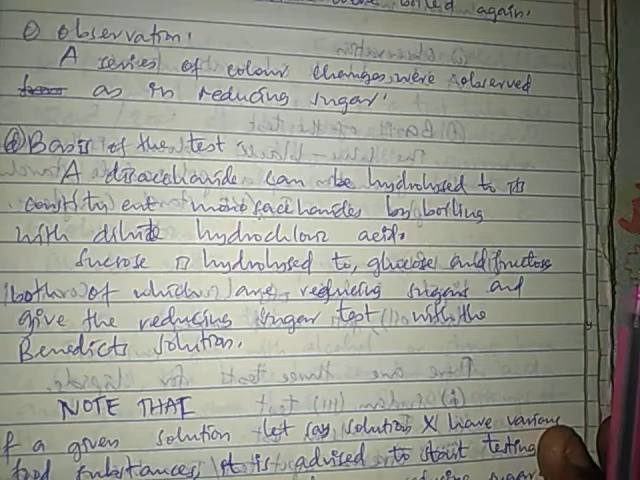 boiled again.
Observation:
A series of colour changes were observed
as in reducing sugar.
Basis of the test
A disaccharide can be hydrolysed to its
constituent monosaccharides by boiling
with dilute hydrochloric acid.
Sucrose is hydrolysed to, glucose and fructose
(both of which) are reducing sugars and
give the reducing sugar test with the
Benedicts solution.
NOTE THAT
If a given solution let say solution X have various
food substances, it is advised to start testing